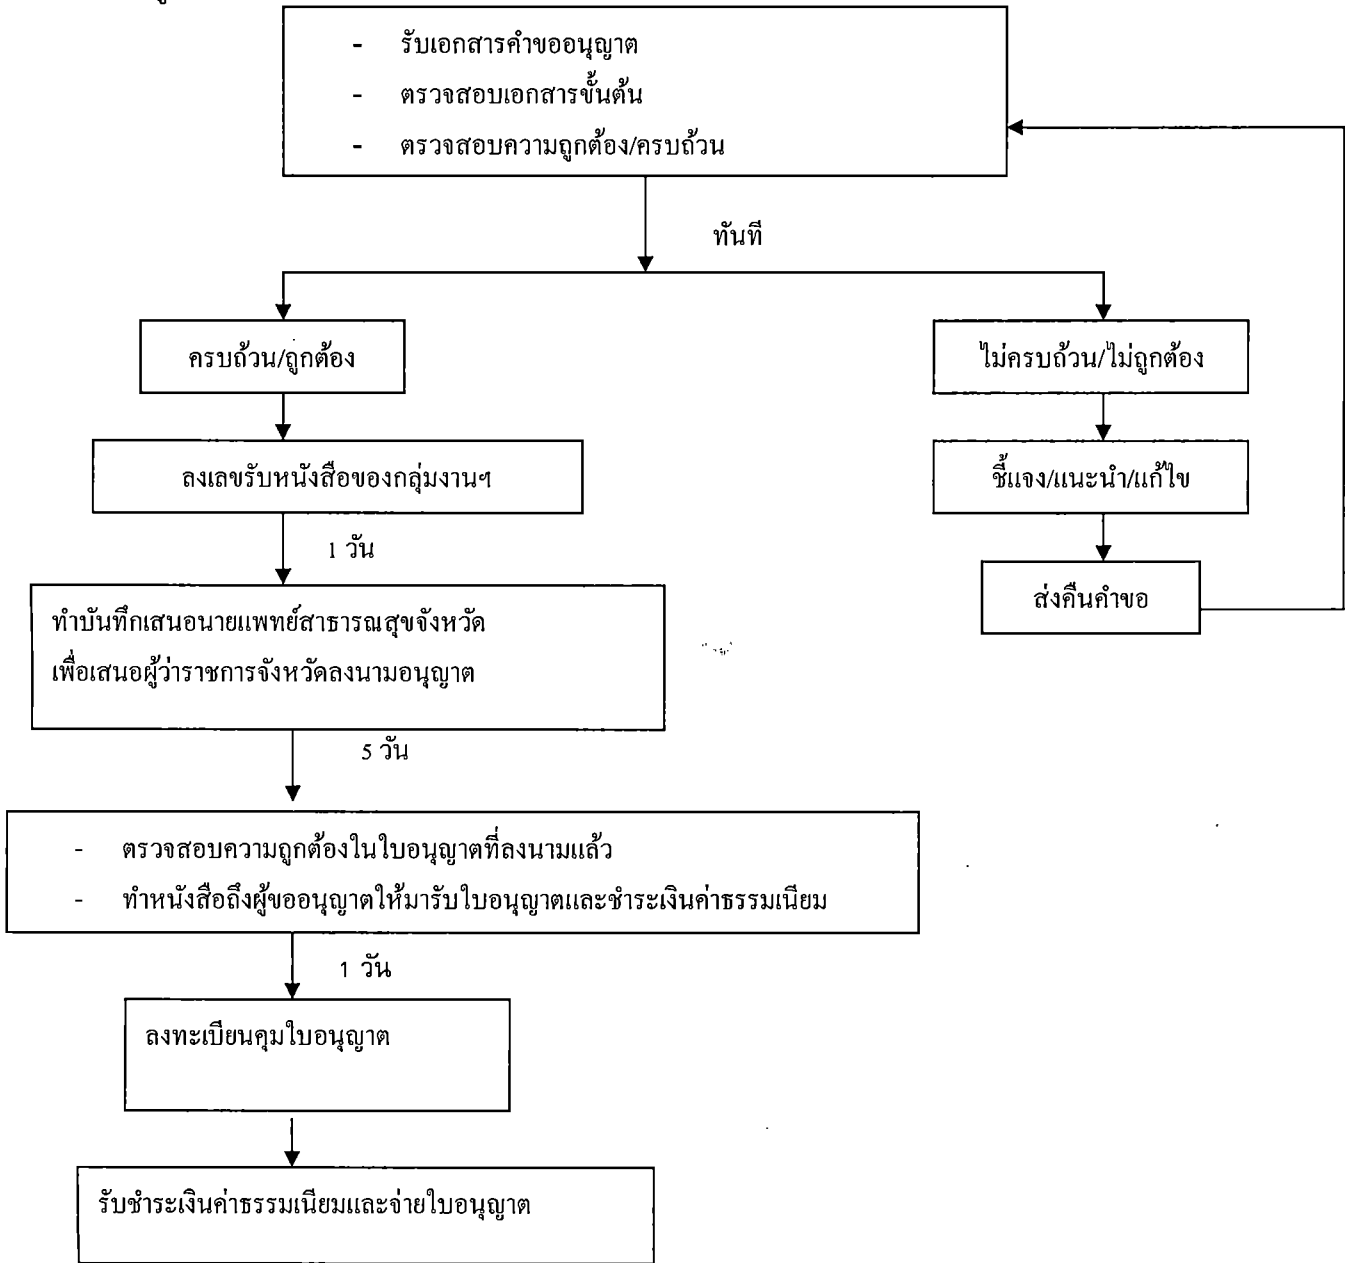 - รับเอกสารคำขออนุญาต
- ตรวจสอบเอกสารขั้นต้น
- ตรวจสอบความถูกต้อง/ครบถ้วน
ทันที
ครบถ้วน/ถูกต้อง
ไม่ครบถ้วน/ไม่ถูกต้อง
ลงเลขรับหนังสือของกลุ่มงานฯ
ชี้แจง/แนะนำ/แก้ไข
1 วัน
ส่งคืนคำขอ
ทำบันทึกเสนอนายแพทย์สาธารณสุขจังหวัด
เพื่อเสนอผู้ว่าราชการจังหวัดลงนามอนุญาต
5 วัน
- ตรวจสอบความถูกต้องในใบอนุญาตที่ลงนามแล้ว
- ทำหนังสือถึงผู้ขออนุญาตให้มารับใบอนุญาตและชำระเงินค่าธรรมเนียม
1 วัน
ลงทะเบียนคุมใบอนุญาต
รับชำระเงินค่าธรรมเนียมและจ่ายใบอนุญาต